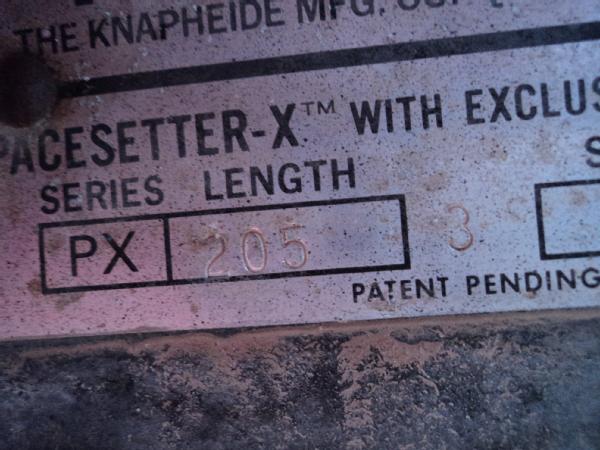 THE KNAPHEIDE MFG.
PACESETTER-X™ WITH EXCLUS
SERIES LENGTH S
PX 205 3
PATENT PENDING